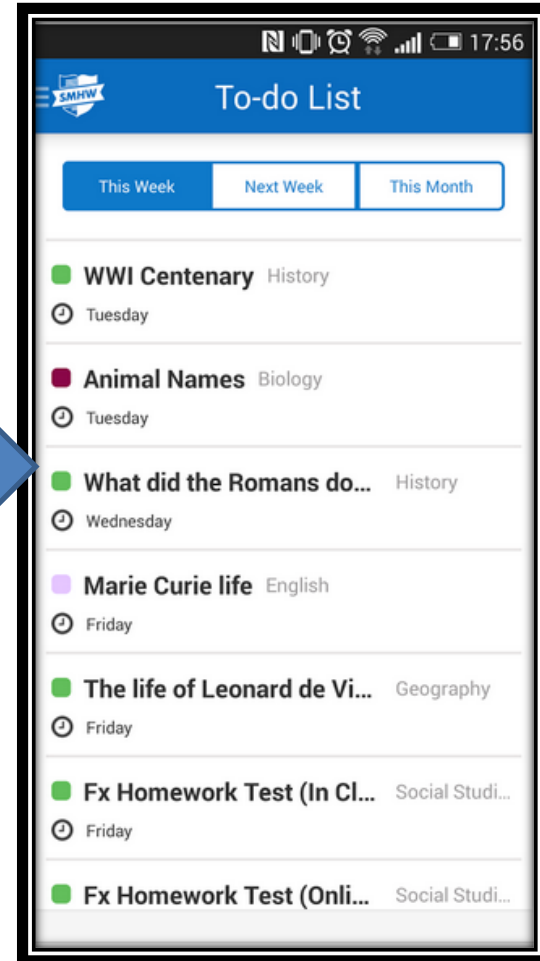 17:56
SMHW To-do List
This Week Next Week This Month
WWI Centenary History
Tuesday
Animal Names Biology
Tuesday
What did the Romans do... History
Wednesday
Marie Curie life English
Friday
The life of Leonard de Vi... Geography
Friday
Fx Homework Test (In Cl... Social Studi...
Friday
Fx Homework Test (Onli... Social Studi...